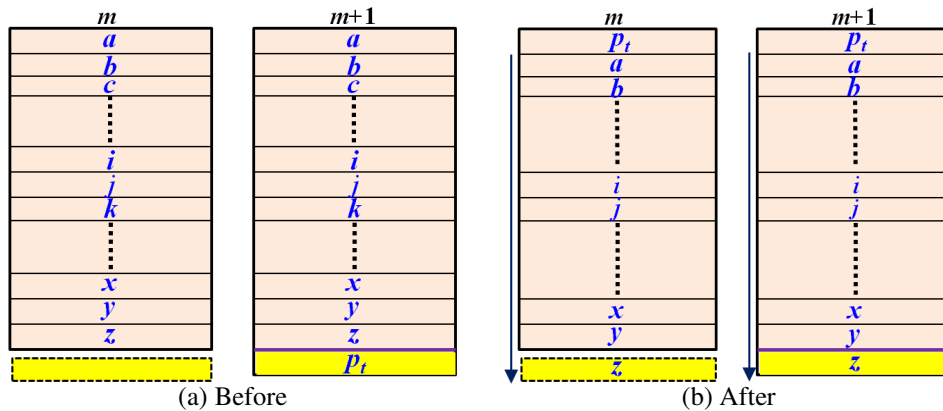 m m+1 m m+1
a a p_t p_t
b b a a
c c b b
i i i i
j j j j
k k
x x x x
y y y y
z z
p_t z z
(a) Before (b) After